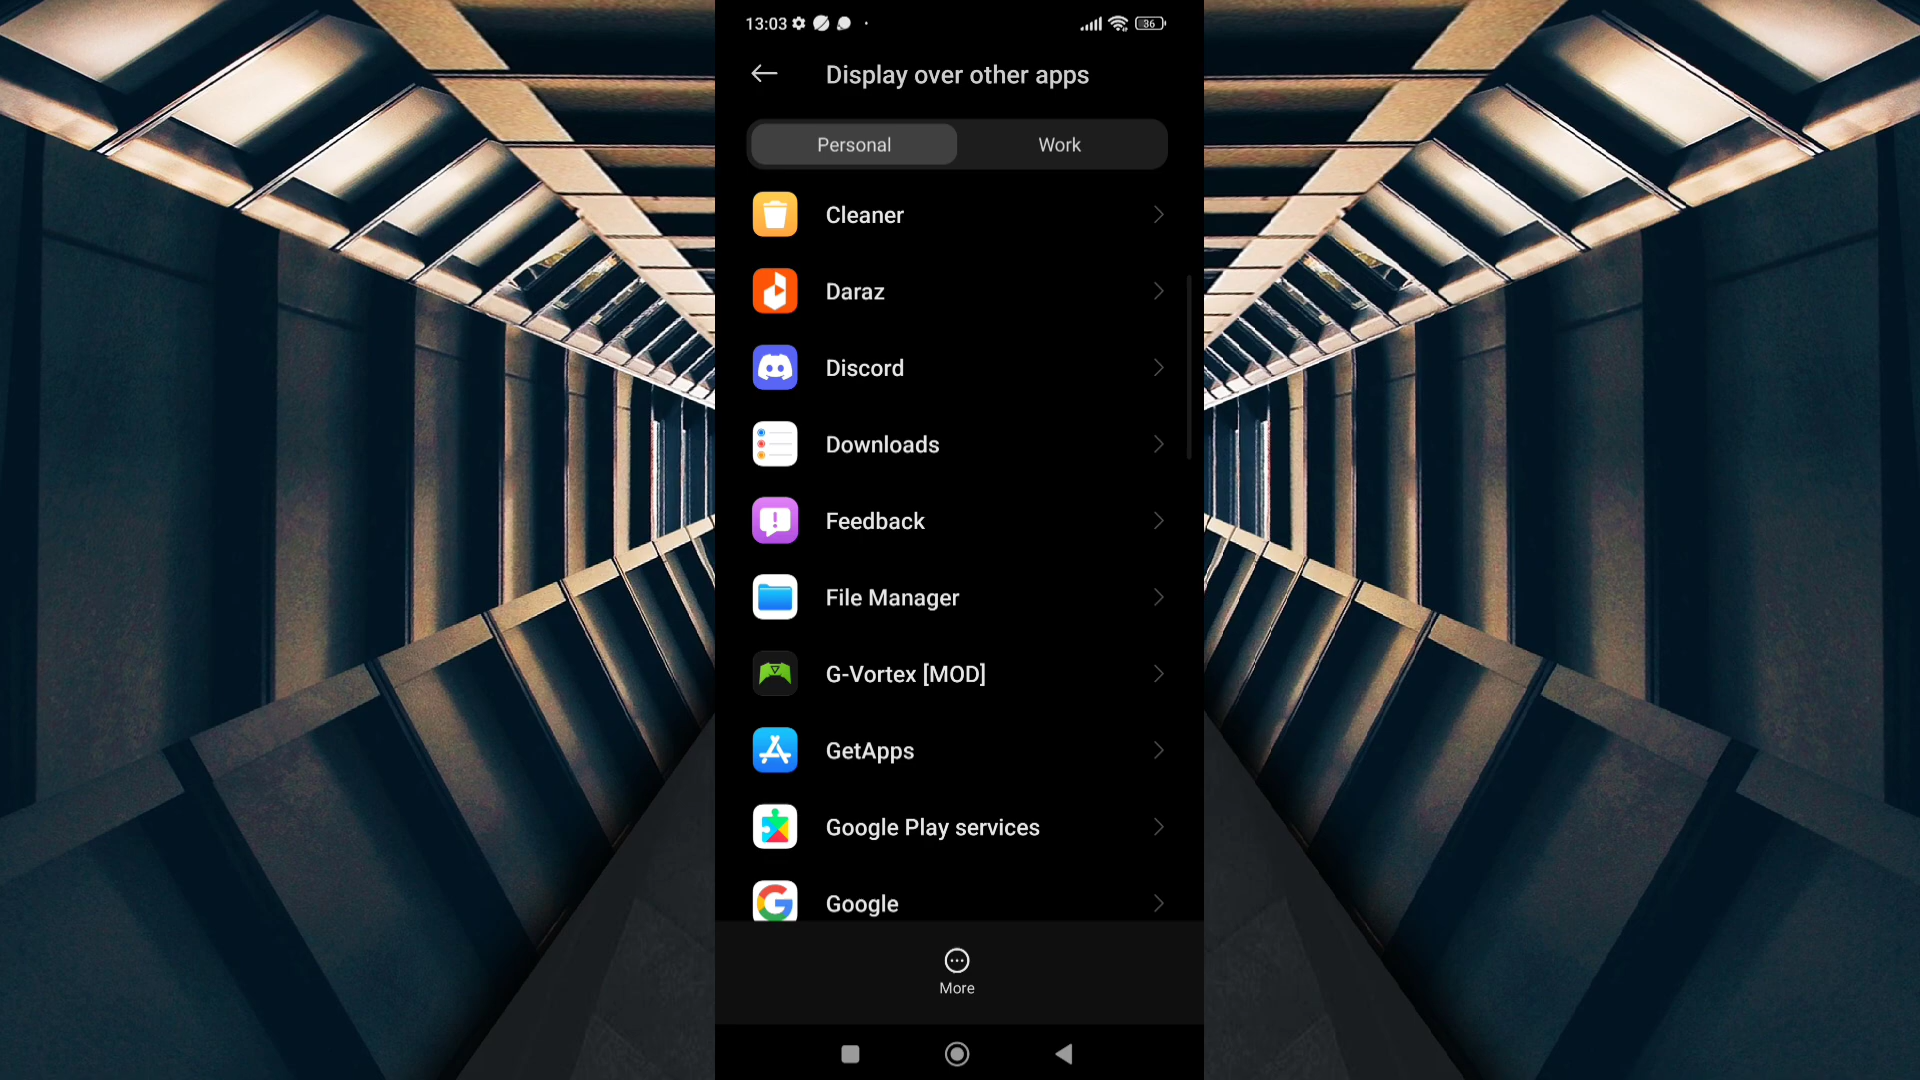 13:03
36
Display over other apps
Personal
Work
Cleaner
Daraz
Discord
Downloads
Feedback
File Manager
G-Vortex [MOD]
GetApps
Google Play services
Google
More